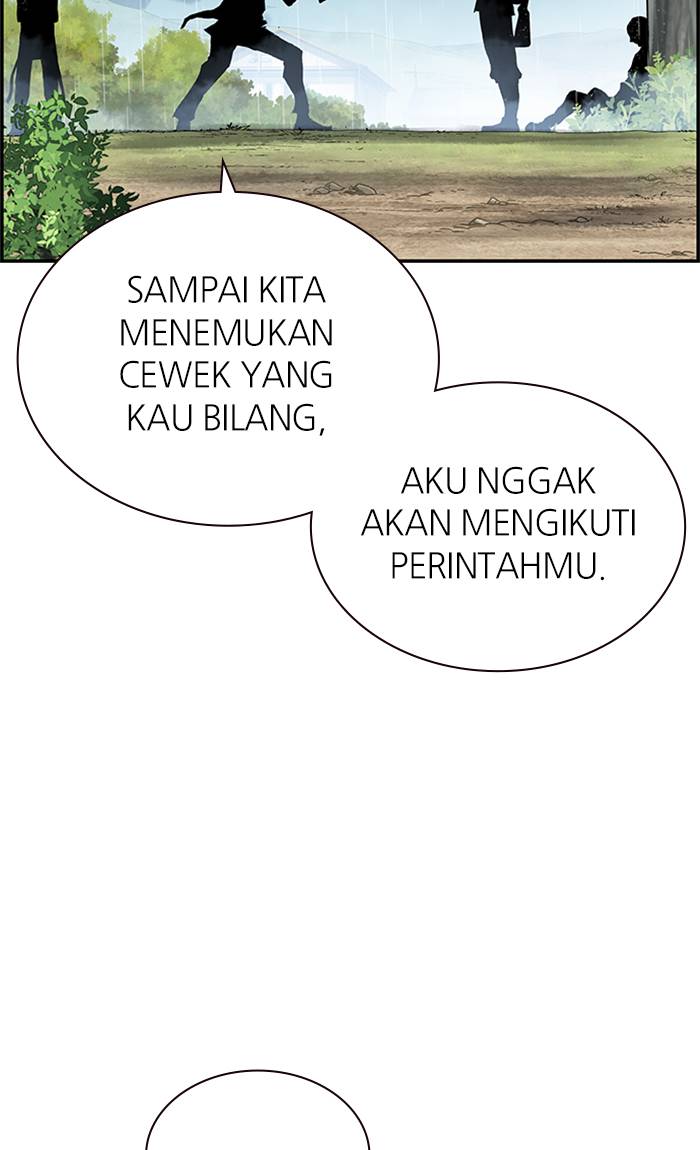 SAMPAI KITA
MENEMUKAN
CEWEK YANG
KAU BILANG,
AKU NGGAK
AKAN MENGIKUTI
PERINTAHMU.